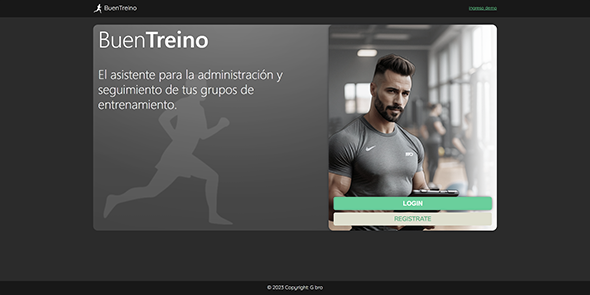 BuenTreino
ingreso demo
BuenTreino
El asistente para la administración y
seguimiento de tus grupos de
entrenamiento.
LOGIN
REGISTRATE
© 2023 Copyright: G.bro